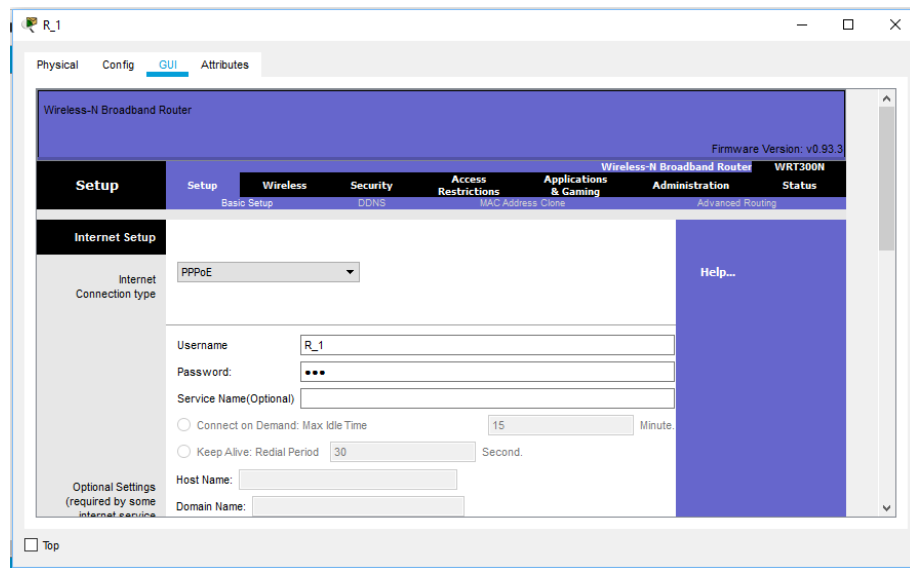 R_1
Physical Config GUI Attributes
Wireless-N Broadband Router
Firmware Version: v0.93.3
Wireless-N Broadband Router WRT300N
Setup Setup Wireless Security Access Restrictions Applications & Gaming Administration Status
Basic Setup DDNS MAC Address Clone Advanced Routing
Internet Setup
Internet
Connection type
PPPoE
Help...
Username R_1
Password: •••
Service Name(Optional)
Connect on Demand: Max Idle Time 15 Minute.
Keep Alive: Redial Period 30 Second.
Optional Settings
(required by some
internet service
Host Name:
Domain Name:
Top